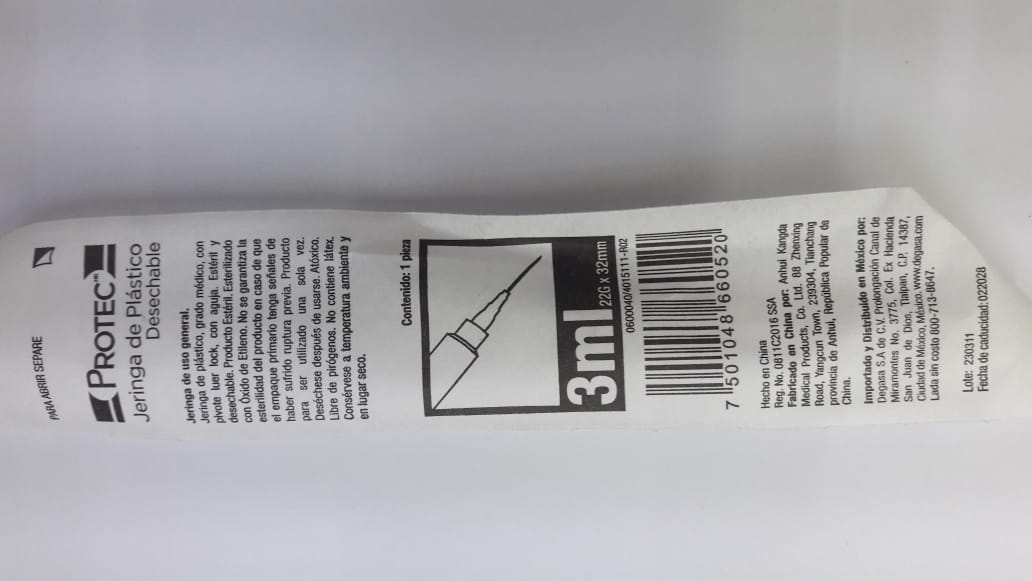 PARA ABRIR SEPARE
PROTEC
Jeringa de Plástico
Desechable
Jeringa de uso general.
Jeringa de plástico, grado médico, con
pivote luer lock, con aguja. Estéril y
desechable. Producto Estéril. Esterilizado
con Óxido de Etileno. No se garantiza la
esterilidad del producto en caso de que
el empaque primario tenga señales de
haber sufrido ruptura previa. Producto
para ser utilizado una sola vez.
Deséchese después de usarse. Atóxico.
Libre de pirógenos. No contiene látex.
Consérvese a temperatura ambiente y
en lugar seco.
Contenido: 1 pieza
3ml 22G x 32mm
0600040/4015111-R02
7 501048 660520
Hecho en China
Reg. No. 0811C2016 SSA
Fabricado en China por: Anhui Kangda
Medical Products, Co. Ltd. 88 Zhenxing
Road, Yangcun Town, 239304, Tianchang
provincia de Anhui, República Popular de
China.
Importado y Distribuido en México por:
Degasa S.A de C.V. Prolongación Canal de
Miramontes No. 3775, Col. Ex Hacienda
San Juan de Dios, Tlalpan, C.P. 14387,
Ciudad de México, México. www.degasa.com
Lada sin costo 800-713-8647.
Lote: 230311
Fecha de caducidad: 022028